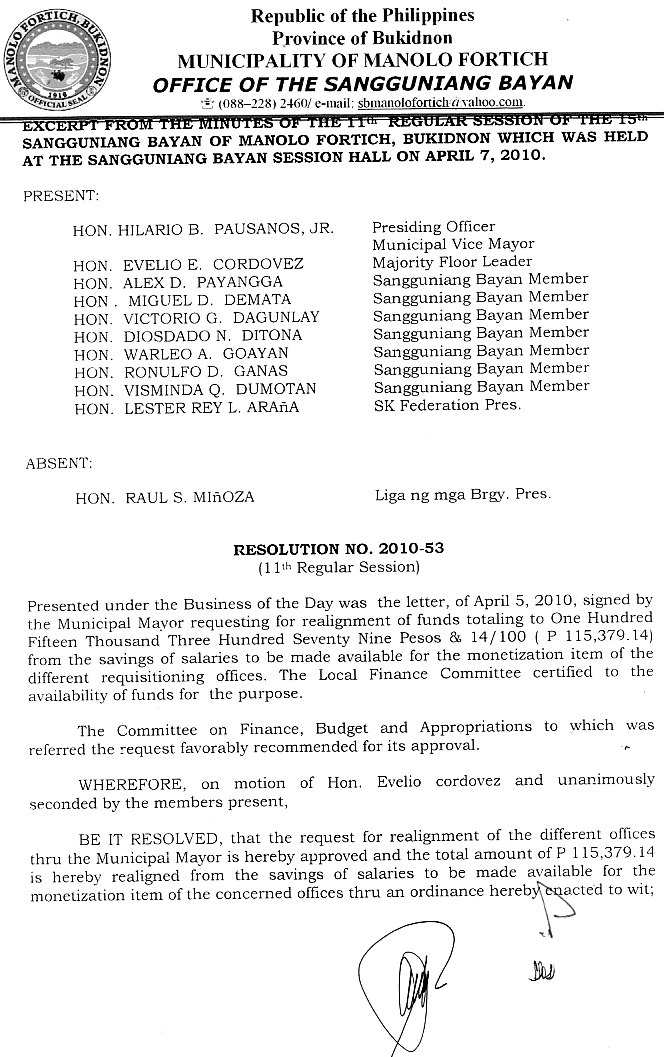 Republic of the Philippines
Province of Bukidnon
MUNICIPALITY OF MANOLO FORTICH
OFFICE OF THE SANGGUNIANG BAYAN
☏ (088-228) 2460/ e-mail: sbmanolofortich@yahoo.com.
MANOLO FORTICH, BUKIDNON
OFFICIAL SEAL
EXCERPT FROM THE MINUTES OF THE 11th REGULAR SESSION OF THE 15th
SANGGUNIANG BAYAN OF MANOLO FORTICH, BUKIDNON WHICH WAS HELD
AT THE SANGGUNIANG BAYAN SESSION HALL ON APRIL 7, 2010.
PRESENT:
HON. HILARIO B. PAUSANOS, JR. Presiding Officer
Municipal Vice Mayor
HON. EVELIO E. CORDOVEZ Majority Floor Leader
HON. ALEX D. PAYANGGA Sangguniang Bayan Member
HON . MIGUEL D. DEMATA Sangguniang Bayan Member
HON. VICTORIO G. DAGUNLAY Sangguniang Bayan Member
HON. DIOSDADO N. DITONA Sangguniang Bayan Member
HON. WARLEO A. GOAYAN Sangguniang Bayan Member
HON. RONULFO D. GANAS Sangguniang Bayan Member
HON. VISMINDA Q. DUMOTAN Sangguniang Bayan Member
HON. LESTER REY L. ARAñA SK Federation Pres.
ABSENT:
HON. RAUL S. MIñOZA Liga ng mga Brgy. Pres.
RESOLUTION NO. 2010-53
(11th Regular Session)
Presented under the Business of the Day was the letter, of April 5, 2010, signed by
the Municipal Mayor requesting for realignment of funds totaling to One Hundred
Fifteen Thousand Three Hundred Seventy Nine Pesos & 14/100 ( P 115,379.14)
from the savings of salaries to be made available for the monetization item of the
different requisitioning offices. The Local Finance Committee certified to the
availability of funds for the purpose.
The Committee on Finance, Budget and Appropriations to which was
referred the request favorably recommended for its approval.
WHEREFORE, on motion of Hon. Evelio cordovez and unanimously
seconded by the members present,
BE IT RESOLVED, that the request for realignment of the different offices
thru the Municipal Mayor is hereby approved and the total amount of P 115,379.14
is hereby realigned from the savings of salaries to be made available for the
monetization item of the concerned offices thru an ordinance hereby enacted to wit;